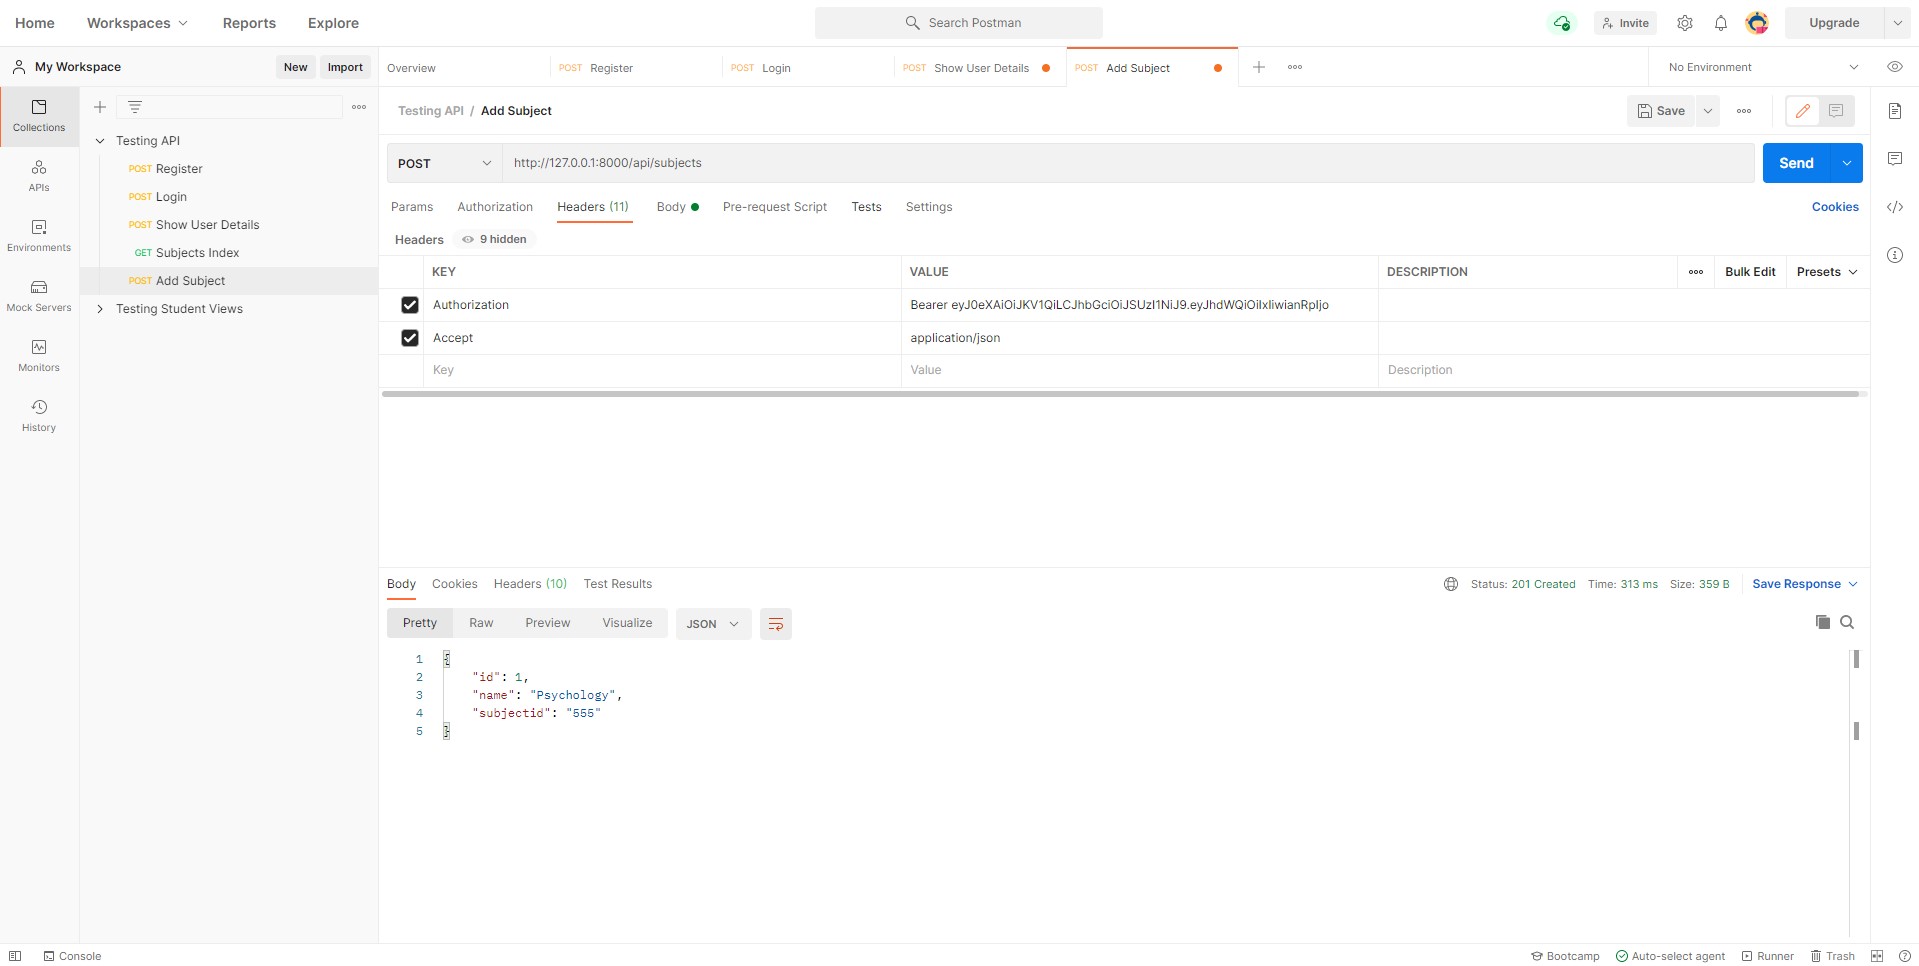 Home Workspaces Reports Explore Search Postman Invite Upgrade
My Workspace New Import Overview POST Register POST Login POST Show User Details POST Add Subject No Environment
Collections
APIs
Environments
Mock Servers
Monitors
History
Testing API
POST Register
POST Login
POST Show User Details
GET Subjects Index
POST Add Subject
Testing Student Views
Testing API / Add Subject Save
POST http://127.0.0.1:8000/api/subjects Send
Params Authorization Headers (11) Body Pre-request Script Tests Settings Cookies
Headers 9 hidden
KEY VALUE DESCRIPTION Bulk Edit Presets
Authorization Bearer eyJ0eXAiOiJKV1QiLCJhbGciOiJSUzI1NiJ9.eyJhdWQiOiIxIiwianRpIjo
Accept application/json
Key Value Description
Body Cookies Headers (10) Test Results Status: 201 Created Time: 313 ms Size: 359 B Save Response
Pretty Raw Preview Visualize JSON
1 {
2 "id": 1,
3 "name": "Psychology",
4 "subjectid": "555"
5 }
Console Bootcamp Auto-select agent Runner Trash